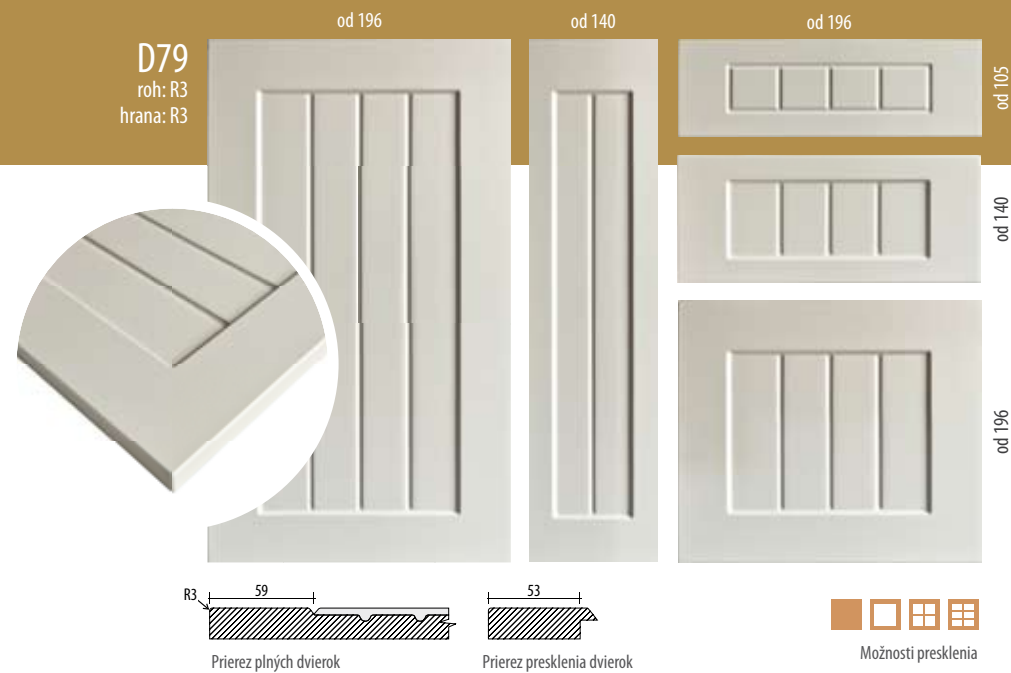 od 196
od 140
od 196
D79
roh: R3
hrana: R3
od 105
od 140
od 196
R3
59
53
Prierez plných dvierok
Prierez presklenia dvierok
Možnosti presklenia